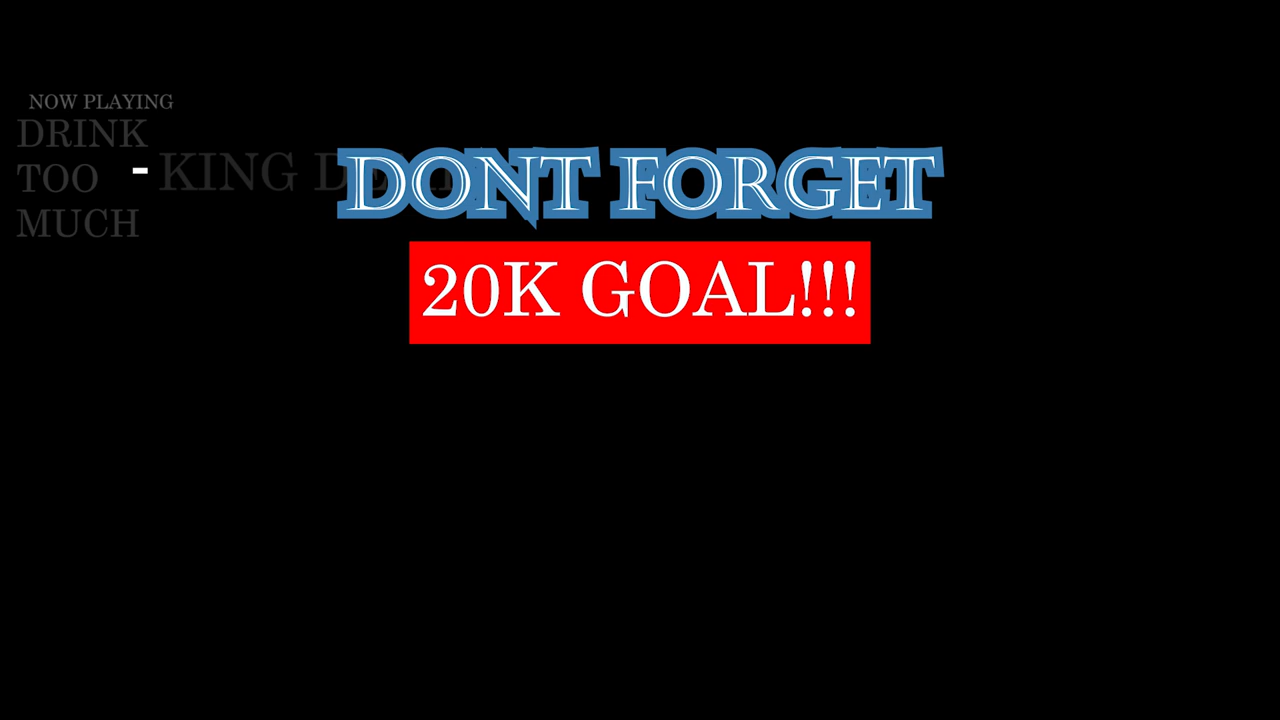 NOW PLAYING
DRINK
TOO
MUCH
- KING
DONT FORGET
20K GOAL!!!